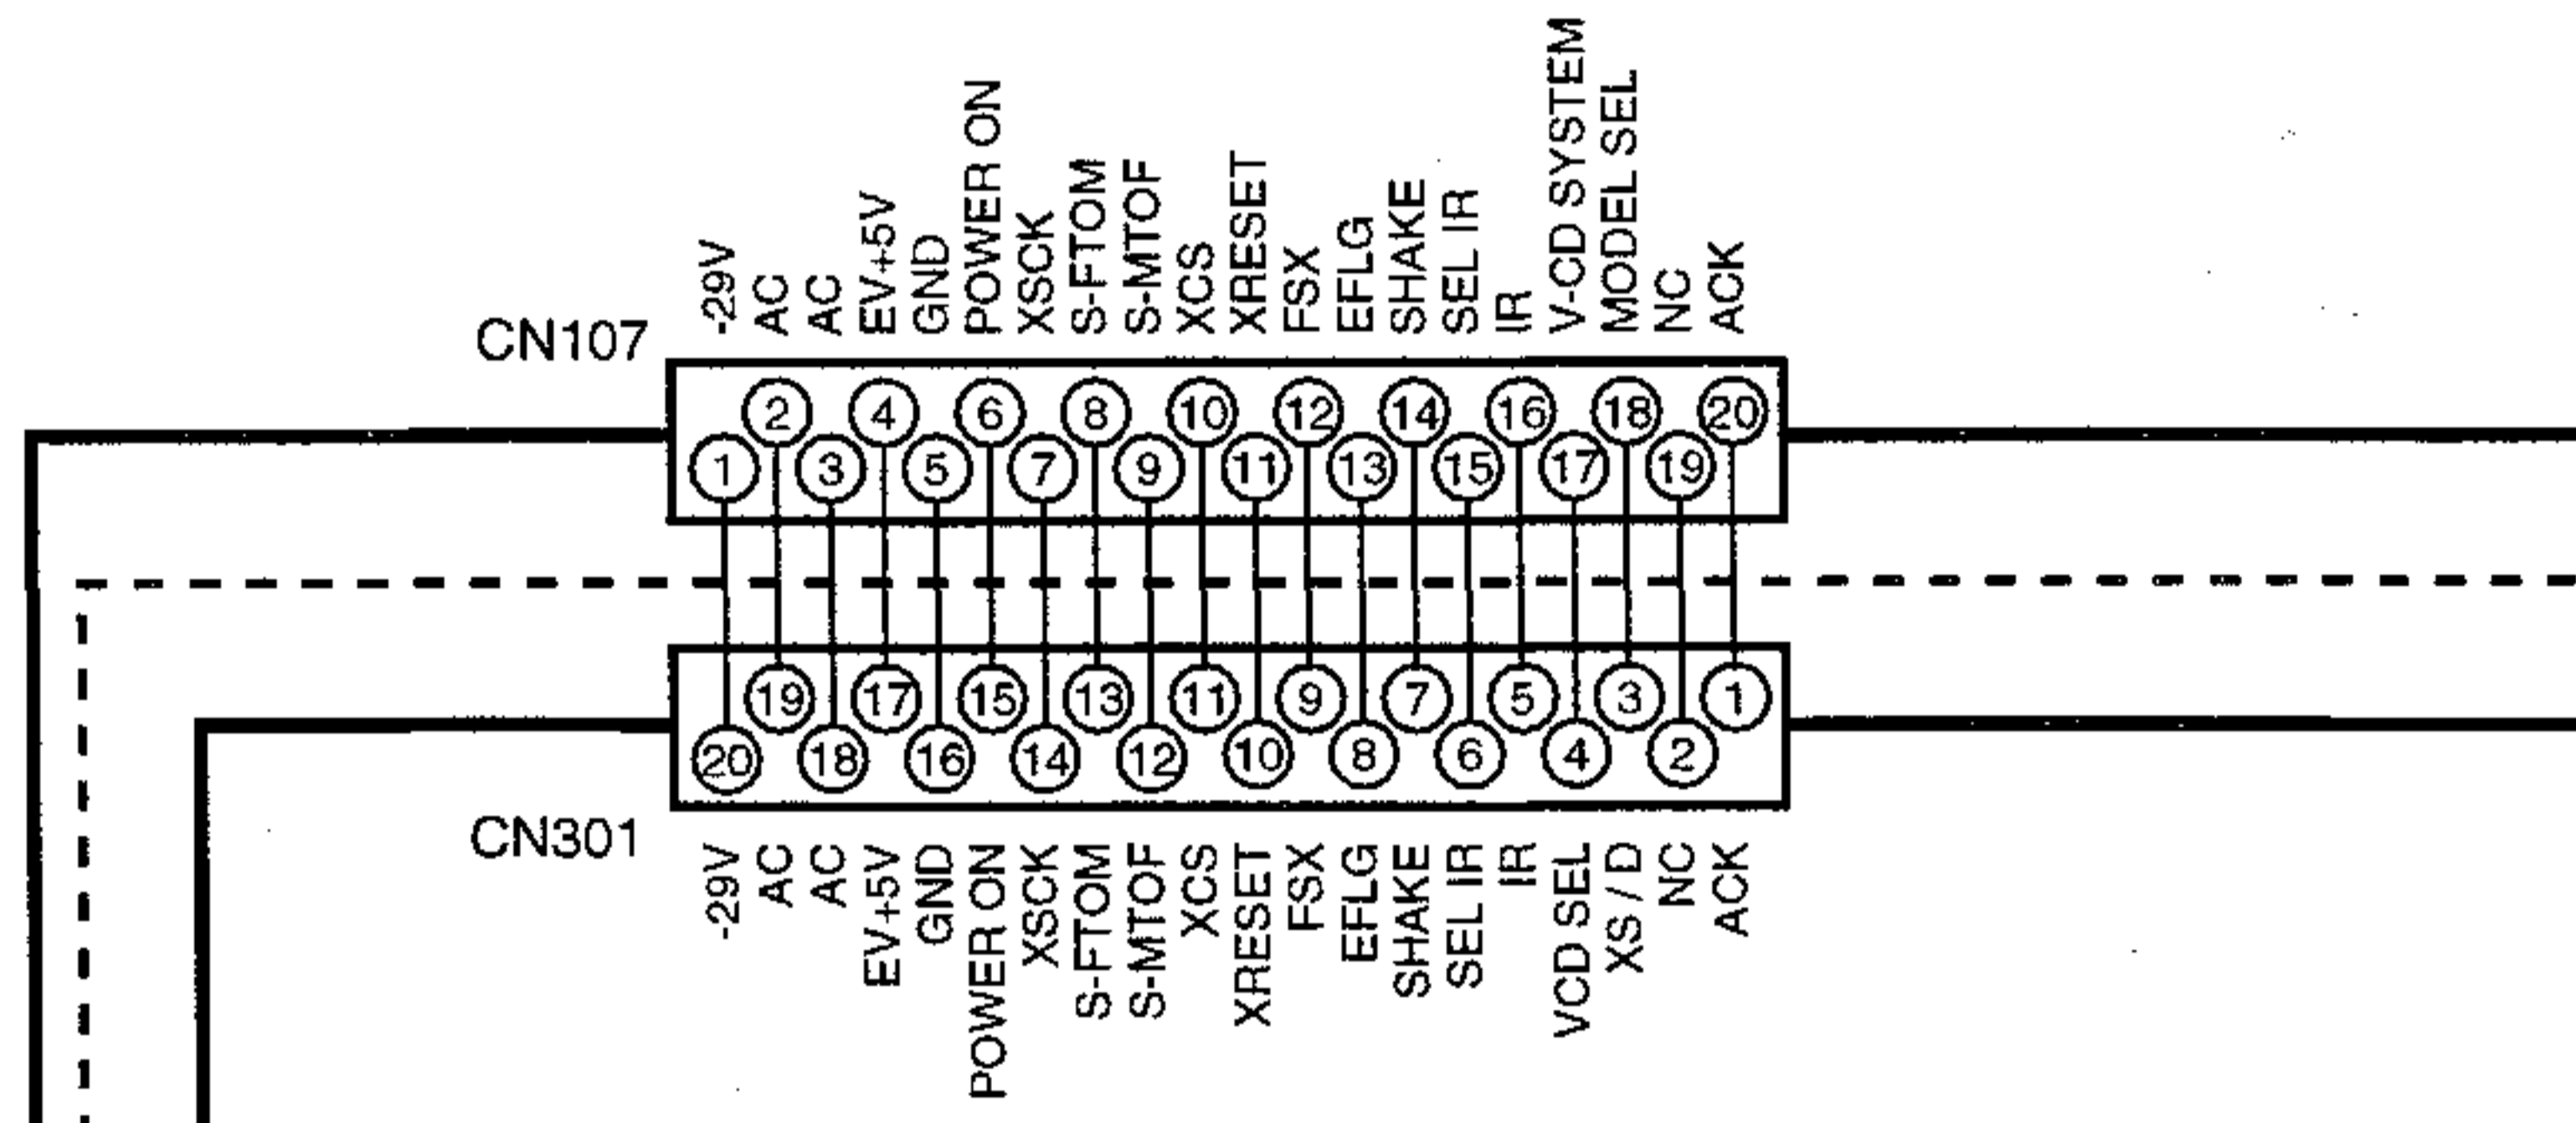 -29V
AC
AC
EV+5V
GND
POWER ON
XSCK
S-FTOM
S-MTOF
XCS
XRESET
FSX
EFLG
SHAKE
SEL IR
IR
V-CD SYSTEM
MODEL SEL
NC
ACK
CN107
2 4 6 8 10 12 14 16 18 20
1 3 5 7 9 11 13 15 17 19
19 17 15 13 11 9 7 5 3 1
20 18 16 14 12 10 8 6 4 2
CN301
-29V
AC
AC
EV+5V
GND
POWER ON
XSCK
S-FTOM
S-MTOF
XCS
XRESET
FSX
EFLG
SHAKE
SEL IR
IR
VCD SEL
XS / D
NC
ACK